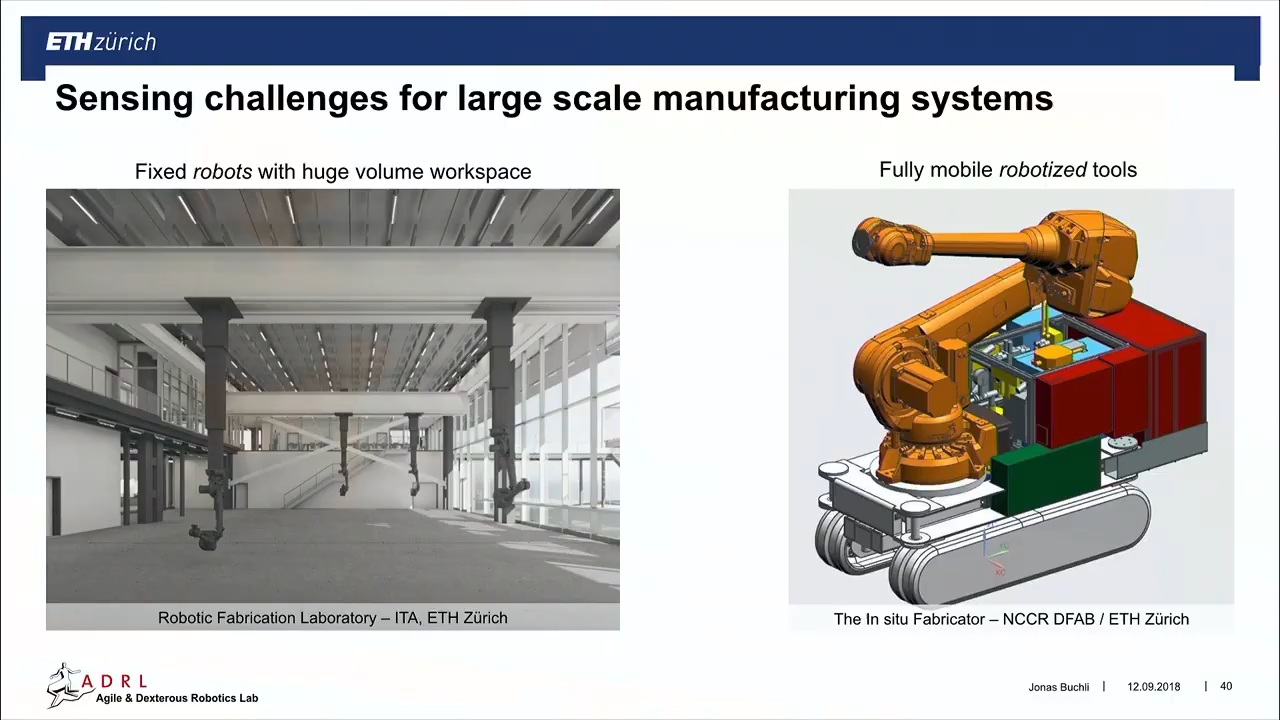 ETH zürich
Sensing challenges for large scale manufacturing systems
Fixed robots with huge volume workspace
Fully mobile robotized tools
Robotic Fabrication Laboratory – ITA, ETH Zürich
The In situ Fabricator – NCCR DFAB / ETH Zürich
A D R L
Agile & Dexterous Robotics Lab
Jonas Buchli | 12.09.2018 | 40